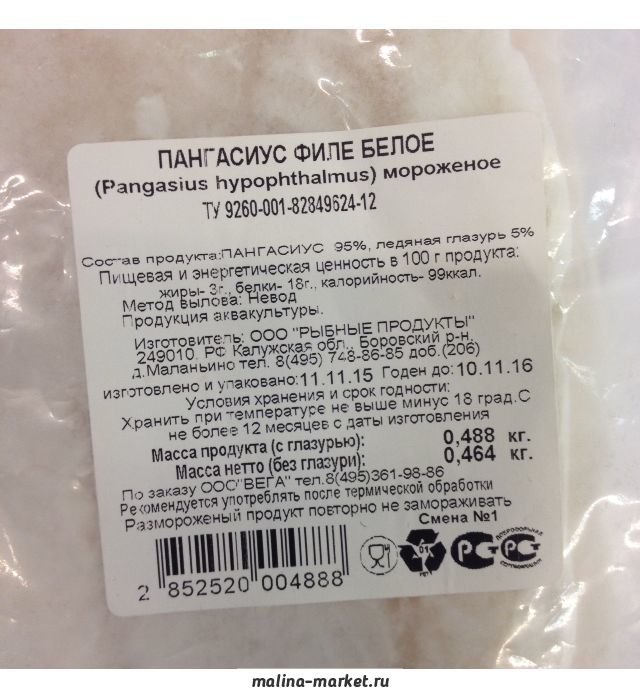 ПАНГАСИУС ФИЛЕ БЕЛОЕ
(Pangasius hypophthalmus) мороженое
ТУ 9260-001-82849624-12
Состав продукта:ПАНГАСИУС 95%, ледяная глазурь 5%
Пищевая и энергетическая ценность в 100 г продукта:
жиры- 3г., белки- 18г., калорийность- 99ккал.
Метод вылова: Невод
Продукция аквакультуры.
Изготовитель: ООО "РЫБНЫЕ ПРОДУКТЫ"
249010. РФ Калужская обл., Боровский р-н,
д.Маланьино тел. 8(495) 748-86-85 доб.(206)
изготовлено и упаковано:11.11.15 Годен до:10.11.16
Условия хранения и срок годности:
Хранить при температуре не выше минус 18 град.С
не более 12 месяцев с даты изготовления
Масса продукта (с глазурью): 0,488 кг.
Масса нетто (без глазури): 0,464 кг.
По заказу ООО"ВЕГА" тел.8(495)361-98-86
Рекомендуется употреблять после термической обработки
Размороженый продукт повторно не замораживать
Смена №1
2 852520 004888
malina-market.ru